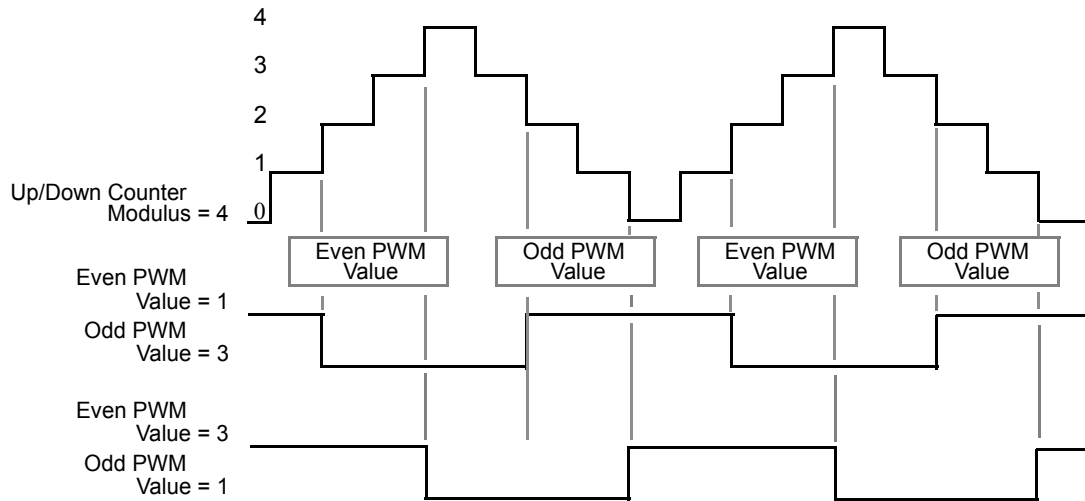 4
3
2
1
Up/Down Counter
Modulus = 4
0
Even PWM
Value
Odd PWM
Value
Even PWM
Value
Odd PWM
Value
Even PWM
Value = 1
Odd PWM
Value = 3
Even PWM
Value = 3
Odd PWM
Value = 1